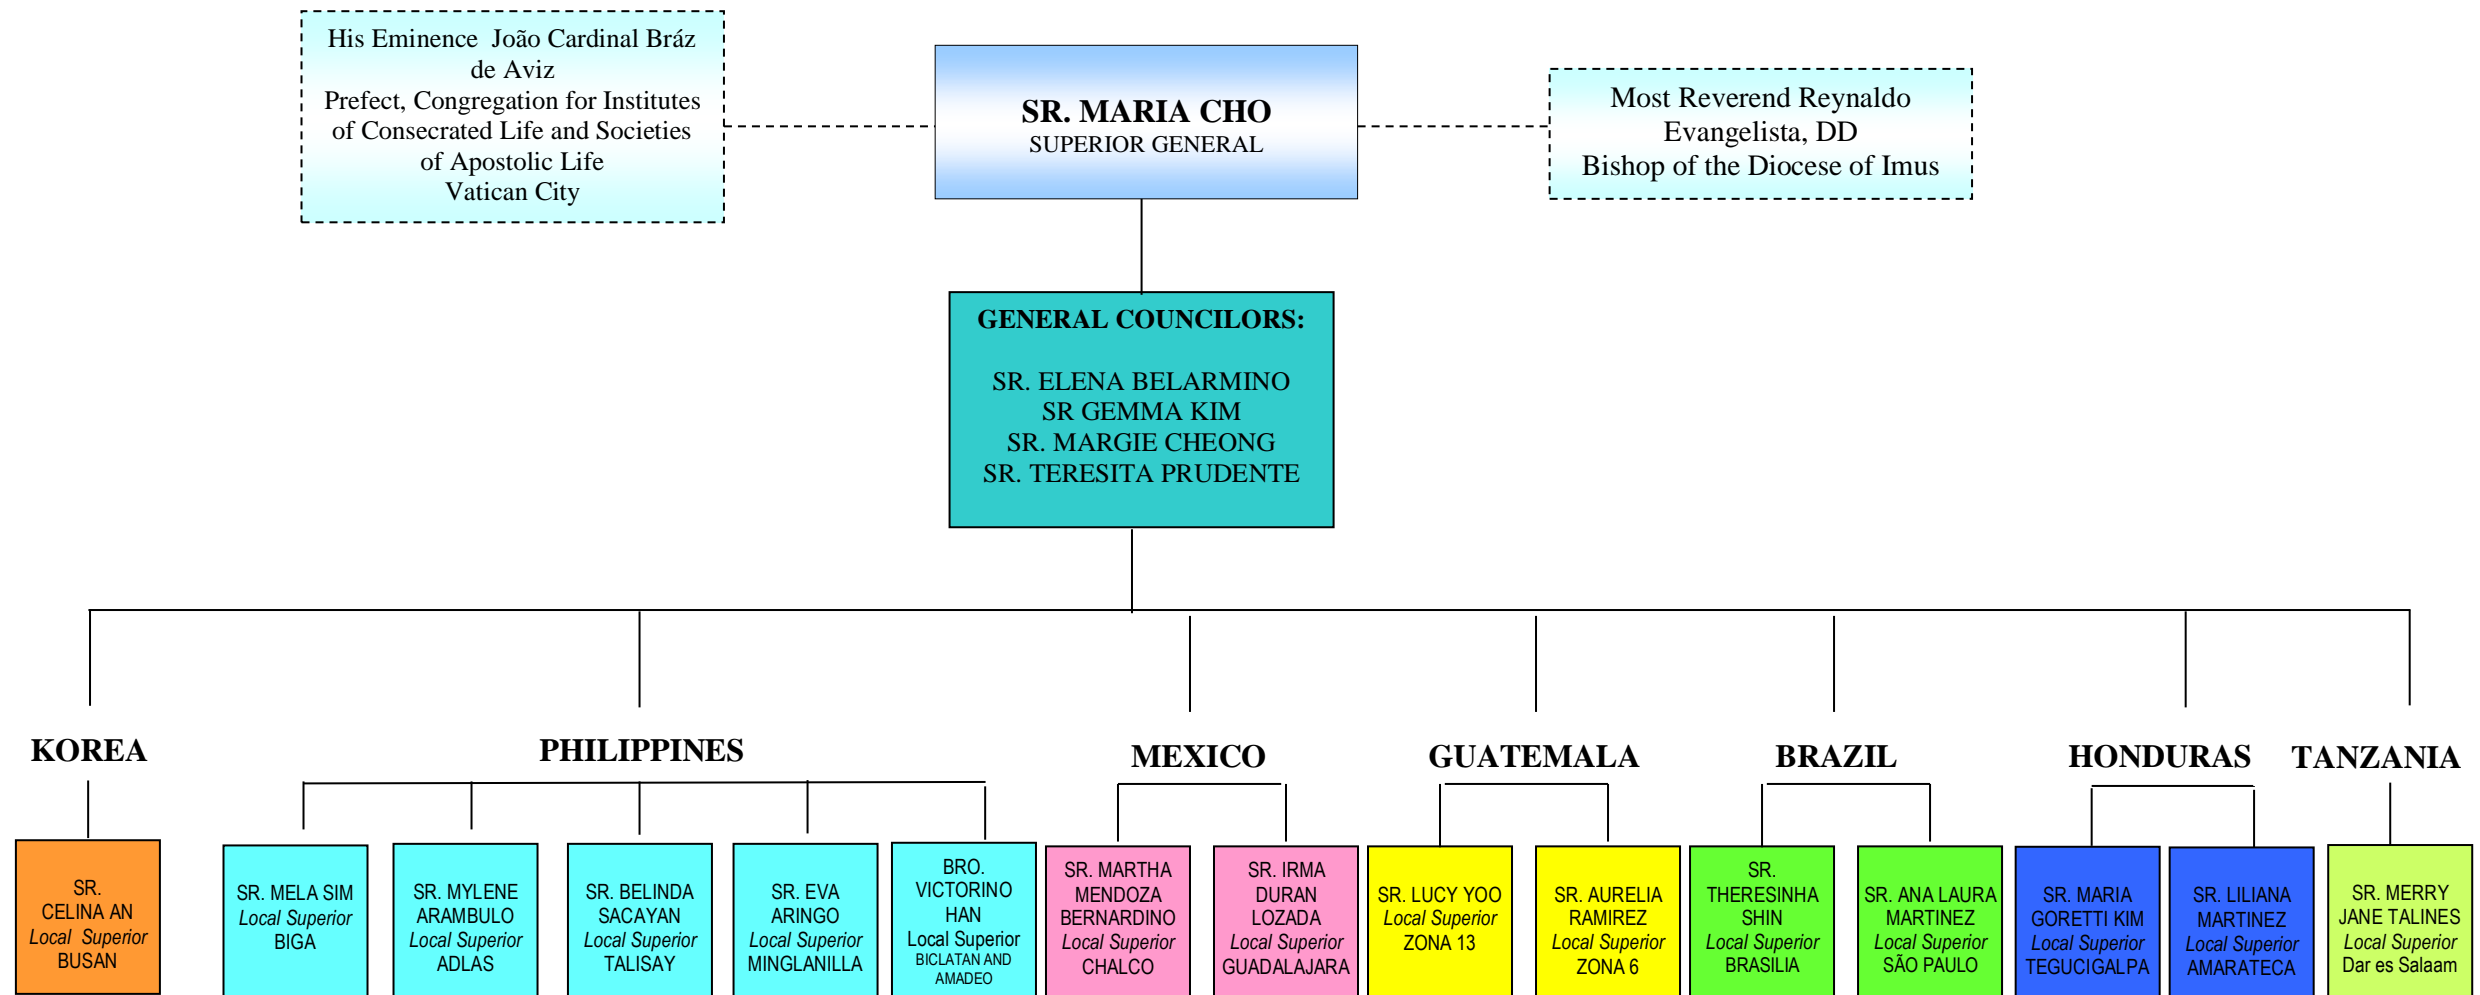 His Eminence  João Cardinal Bráz
de Aviz
Prefect, Congregation for Institutes
of Consecrated Life and Societies
of Apostolic Life
Vatican City
SR. MARIA CHO
SUPERIOR GENERAL
Most Reverend Reynaldo
Evangelista, DD
Bishop of the Diocese of Imus
GENERAL COUNCILORS:
SR. ELENA BELARMINO
SR GEMMA KIM
SR. MARGIE CHEONG
SR. TERESITA PRUDENTE
KOREA
PHILIPPINES
MEXICO
GUATEMALA
BRAZIL
HONDURAS
TANZANIA
SR.
CELINA AN
Local  Superior
BUSAN
SR. MELA SIM
Local Superior
BIGA
SR. MYLENE
ARAMBULO
Local Superior
ADLAS
SR. BELINDA
SACAYAN
Local Superior
TALISAY
SR. EVA
ARINGO
Local Superior
MINGLANILLA
BRO.
VICTORINO
HAN
Local Superior
BICLATAN AND
AMADEO
SR. MARTHA
MENDOZA
BERNARDINO
Local Superior
CHALCO
SR. IRMA
DURAN
LOZADA
Local Superior
GUADALAJARA
SR. LUCY YOO
Local Superior
ZONA 13
SR. AURELIA
RAMIREZ
Local Superior
ZONA 6
SR.
THERESINHA
SHIN
Local Superior
BRASILIA
SR. ANA LAURA
MARTINEZ
Local Superior
SÃO PAULO
SR. MARIA
GORETTI KIM
Local Superior
TEGUCIGALPA
SR. LILIANA
MARTINEZ
Local Superior
AMARATECA
SR. MERRY
JANE TALINES
Local Superior
Dar es Salaam